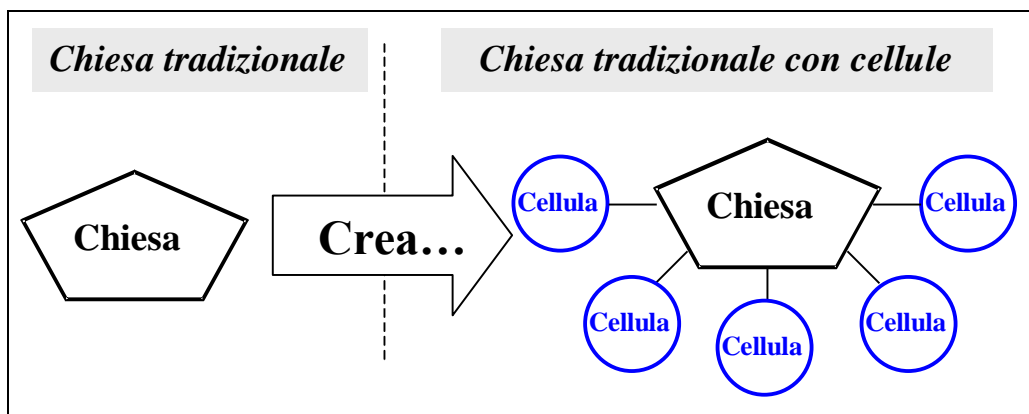 Chiesa tradizionale
Chiesa tradizionale con cellule
Chiesa
Crea…
Cellula
Chiesa
Cellula
Cellula
Cellula
Cellula